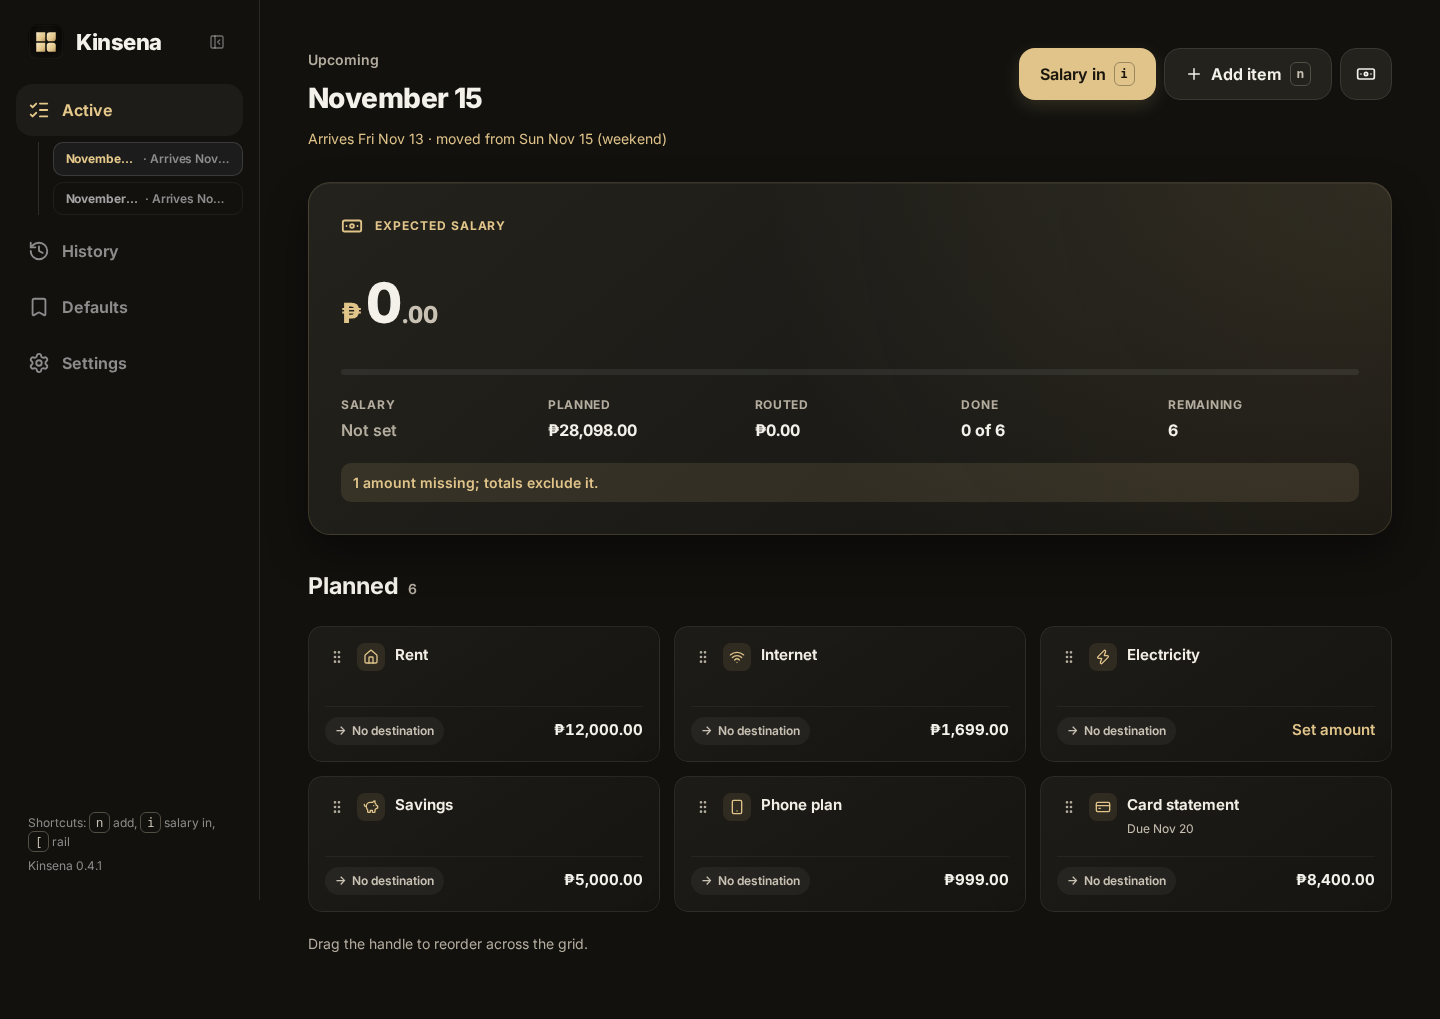 Kinsena
Active
Novembe... · Arrives Nov...
November... · Arrives No...
History
Defaults
Settings
Shortcuts: n add, i salary in,
[ rail
Kinsena 0.4.1
Upcoming
November 15
Arrives Fri Nov 13 · moved from Sun Nov 15 (weekend)
Salary in i
+ Add item n
EXPECTED SALARY
₱0.00
SALARY PLANNED ROUTED DONE REMAINING
Not set ₱28,098.00 ₱0.00 0 of 6 6
1 amount missing; totals exclude it.
Planned 6
Rent
→ No destination ₱12,000.00
Internet
→ No destination ₱1,699.00
Electricity
→ No destination Set amount
Savings
→ No destination ₱5,000.00
Phone plan
→ No destination ₱999.00
Card statement
Due Nov 20
→ No destination ₱8,400.00
Drag the handle to reorder across the grid.